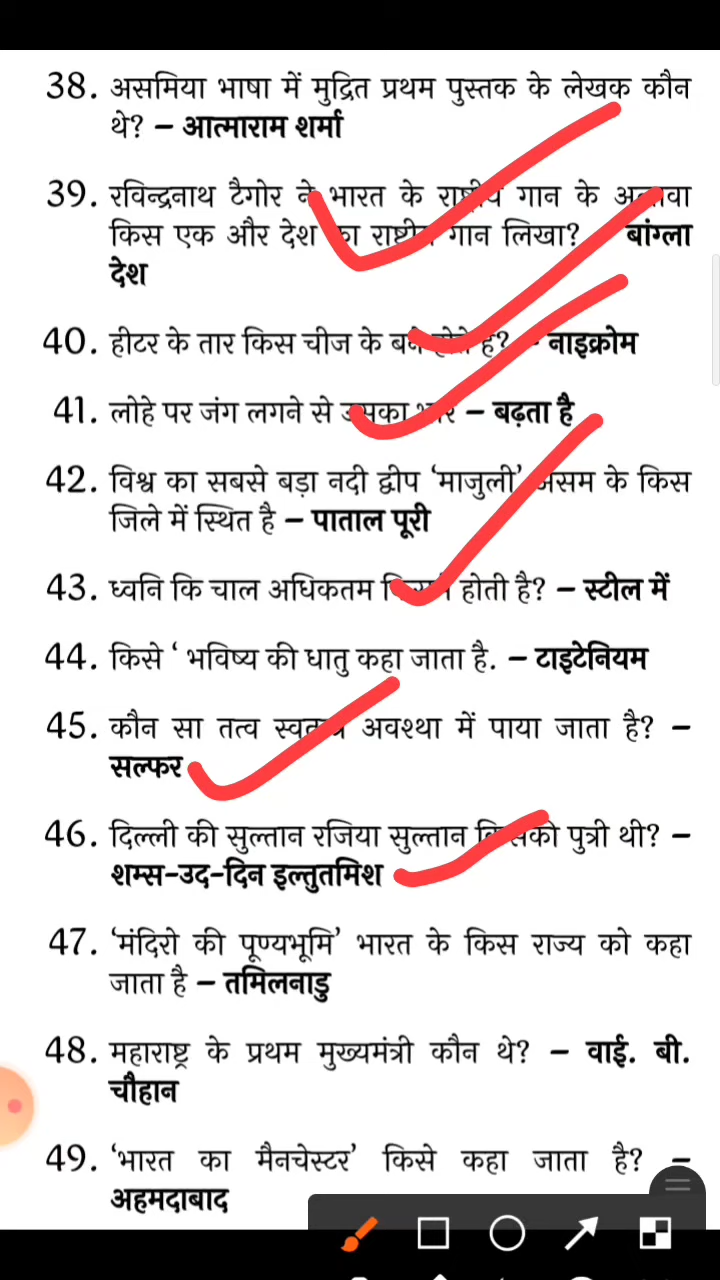 38. असमिया भाषा में मुद्रित प्रथम पुस्तक के लेखक कौन
थे? – आत्माराम शर्मा
39. रविन्द्रनाथ टैगोर ने भारत के राष्ट्रीय गान के अलावा
किस एक और देश का राष्ट्रीय गान लिखा? बांग्ला
देश
40. हीटर के तार किस चीज के बने होते है? – नाइक्रोम
41. लोहे पर जंग लगने से उसका भार – बढ़ता है
42. विश्व का सबसे बड़ा नदी द्वीप ‘माजुली’ असम के किस
जिले में स्थित है – पाताल पूरी
43. ध्वनि कि चाल अधिकतम होती है? – स्टील में
44. किसे ‘ भविष्य की धातु कहा जाता है. – टाइटेनियम
45. कौन सा तत्व स्वतंत्र अवश्था में पाया जाता है? –
सल्फर
46. दिल्ली की सुल्तान रजिया सुल्तान किसकी पुत्री थी? –
शम्स-उद-दिन इल्तुतमिश
47. ‘मंदिरो की पूण्यभूमि’ भारत के किस राज्य को कहा
जाता है – तमिलनाडु
48. महाराष्ट्र के प्रथम मुख्यमंत्री कौन थे? – वाई. बी.
चौहान
49. ‘भारत का मैनचेस्टर’ किसे कहा जाता है? –
अहमदाबाद